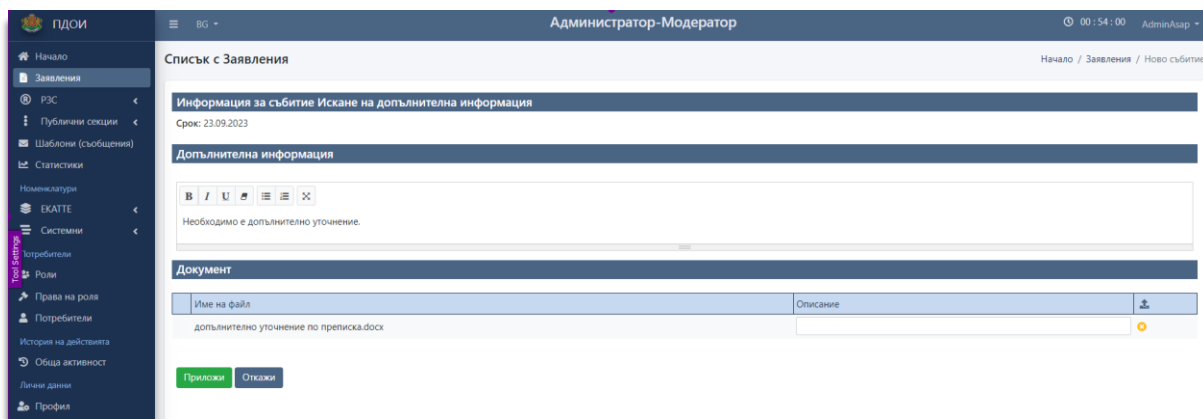 ПДОИ
BG
Администратор-Модератор
00 : 54 : 00
AdminAsap
Начало
Списък с Заявления
Начало / Заявления / Ново събитие
Заявления
РЗС
Информация за събитие Искане на допълнителна информация
Публични секции
Срок: 23.09.2023
Шаблони (съобщения)
Допълнителна информация
Статистики
Номенклатури
B I U
ЕКАТТЕ
Необходимо е допълнително уточнение.
Системни
Tool Settings
Потребители
Документ
Роли
Права на роля
Име на файл Описание
Потребители
допълнително уточнение по преписка.docx
История на действията
Обща активност
Приложи Откажи
Лични данни
Профил